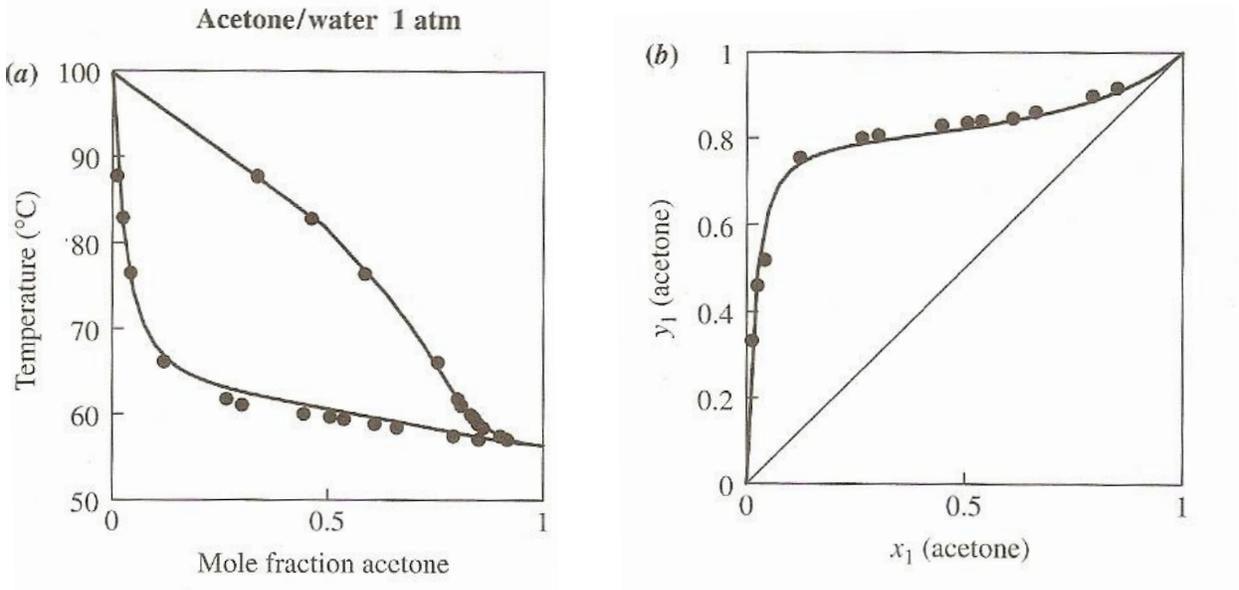 Acetone/water 1 atm
(a)
100
90
80
70
60
50
Temperature (°C)
0
0.5
1
Mole fraction acctone
(b)
1
0.8
0.6
0.4
0.2
0
y1 (acetone)
0
0.5
1
x1 (acetone)